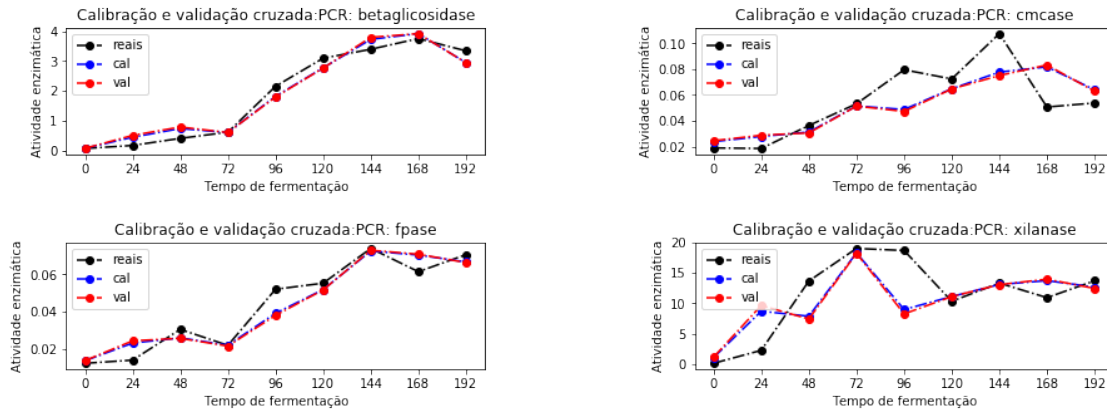 Calibração e validação cruzada:PCR: betaglicosidase
Atividade enzimática
4
3
2
1
0
reais
cal
val
0 24 48 72 96 120 144 168 192
Tempo de fermentação
Calibração e validação cruzada:PCR: cmcase
Atividade enzimática
0.10
0.08
0.06
0.04
0.02
reais
cal
val
0 24 48 72 96 120 144 168 192
Tempo de fermentação
Calibração e validação cruzada:PCR: fpase
Atividade enzimática
0.06
0.04
0.02
reais
cal
val
0 24 48 72 96 120 144 168 192
Tempo de fermentação
Calibração e validação cruzada:PCR: xilanase
Atividade enzimática
20
15
10
5
0
reais
cal
val
0 24 48 72 96 120 144 168 192
Tempo de fermentação